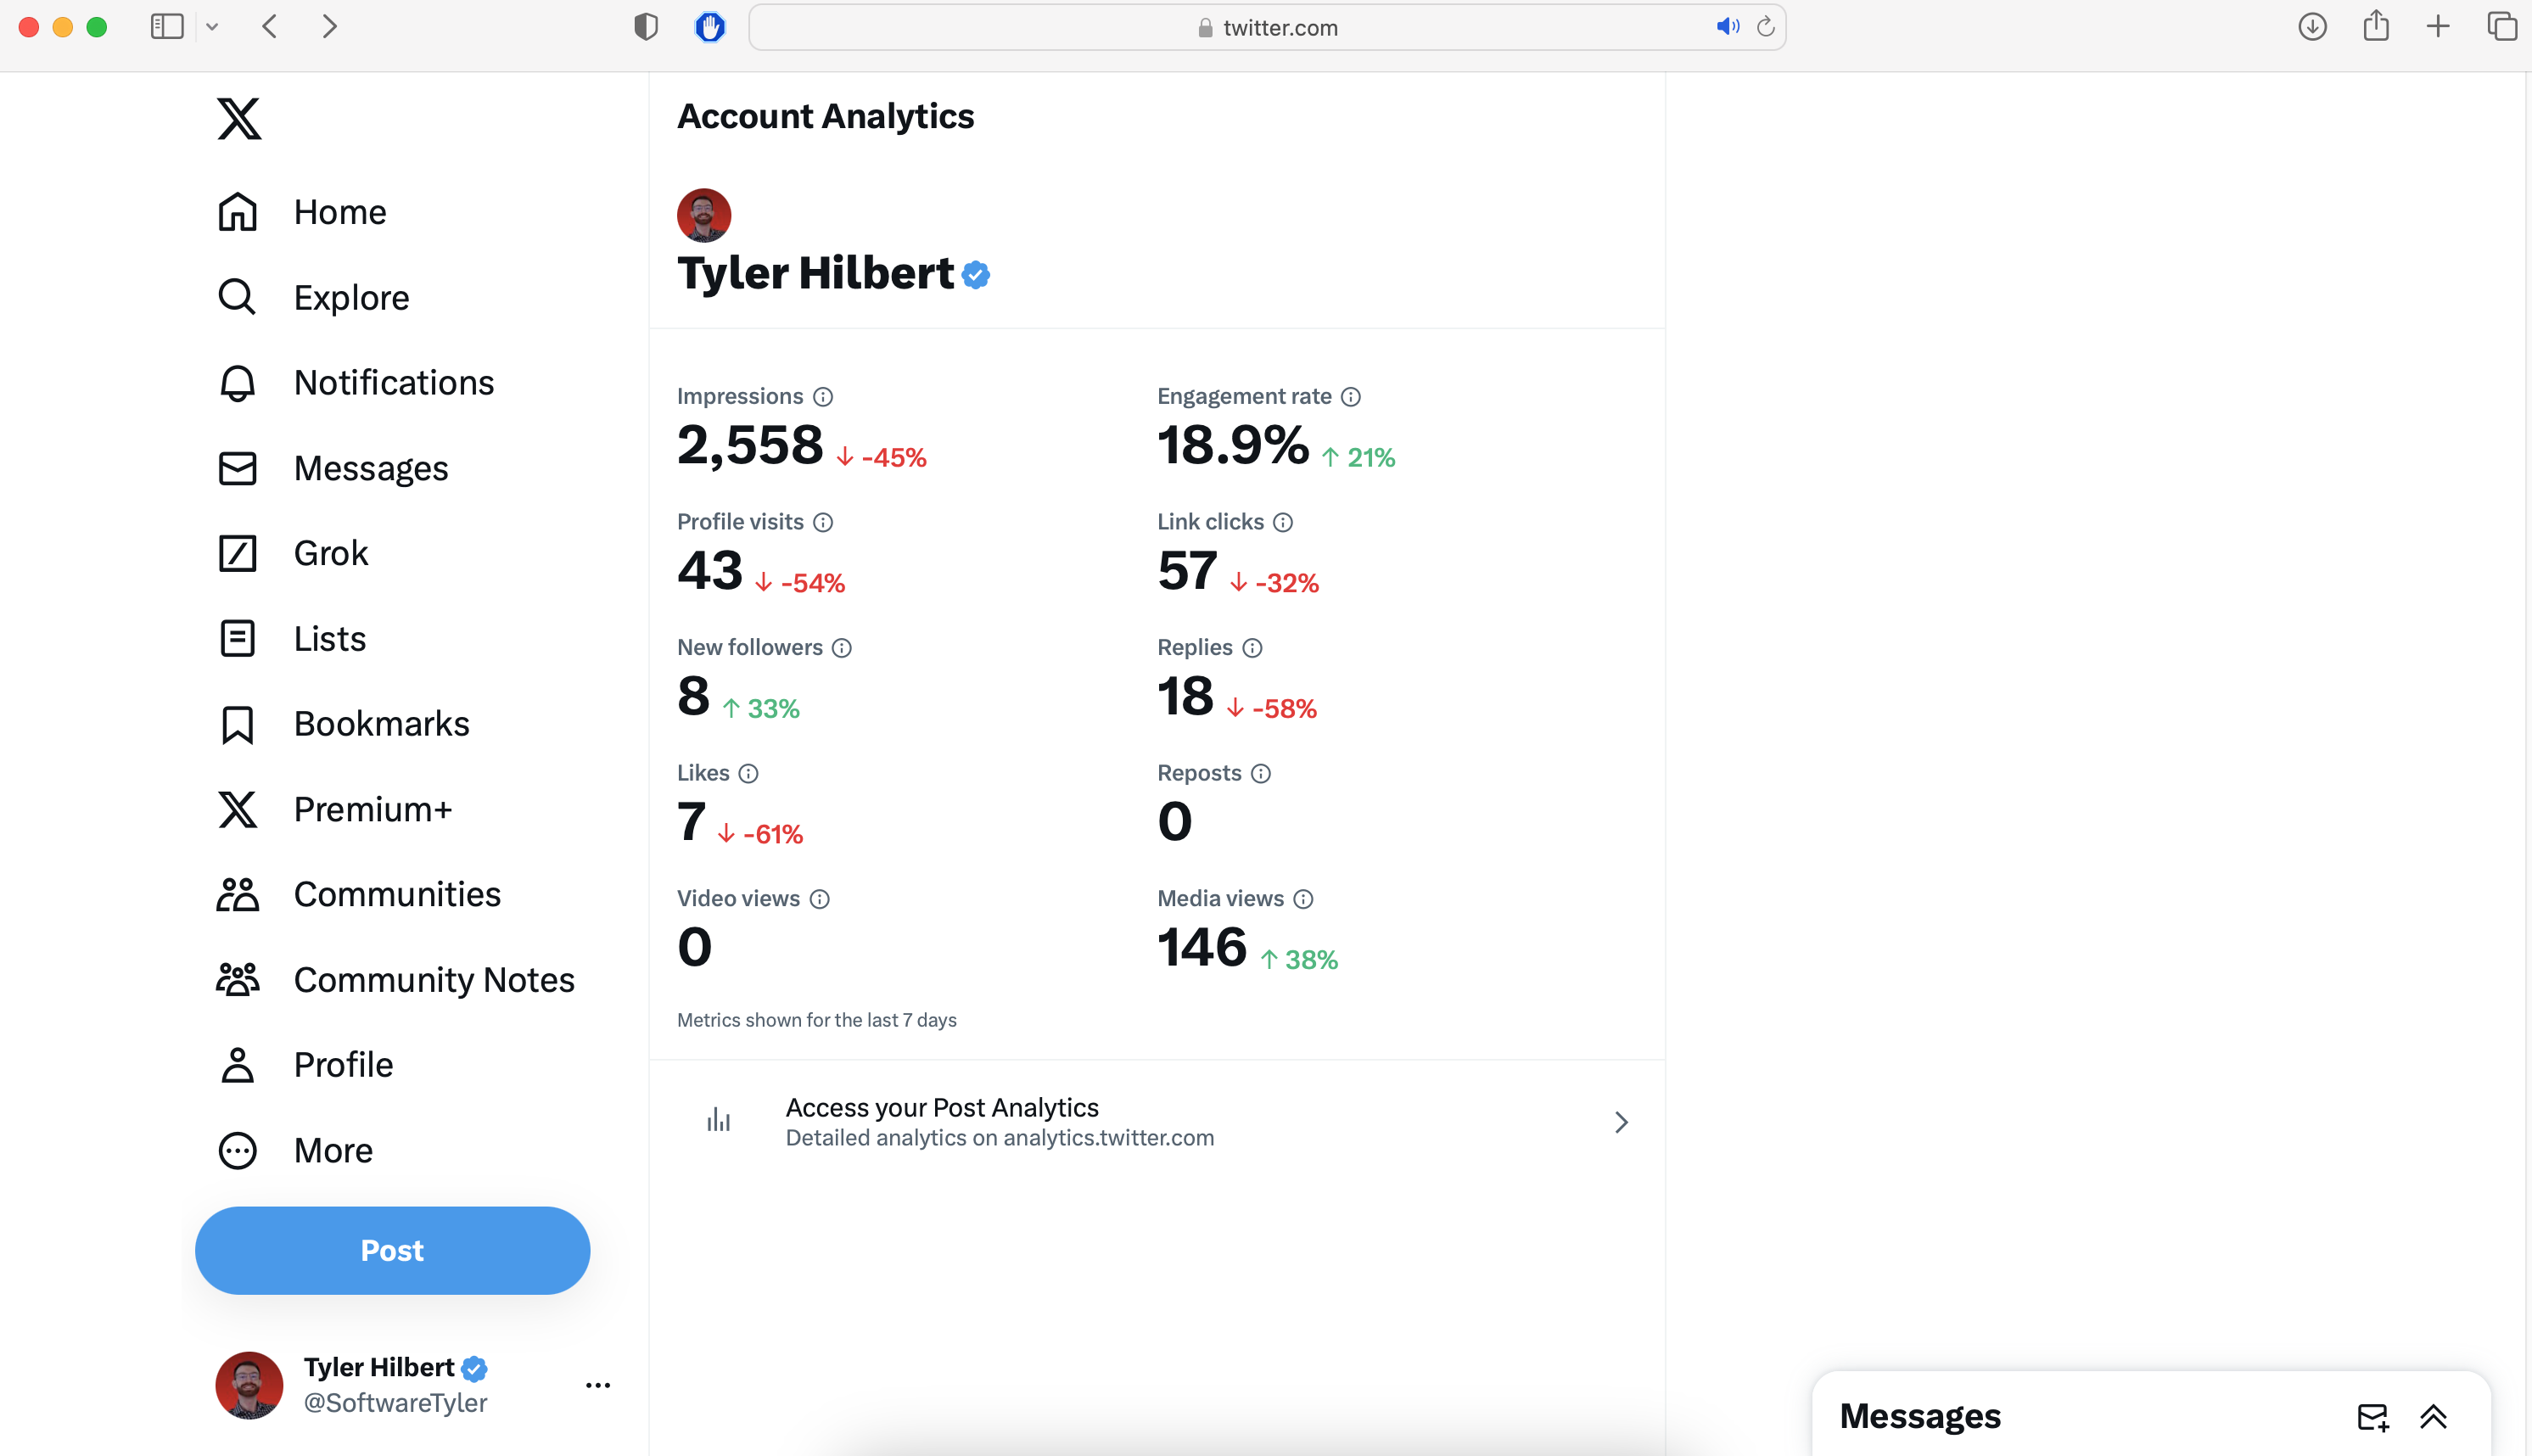 twitter.com
Home
Explore
Notifications
Messages
Grok
Lists
Bookmarks
Premium+
Communities
Community Notes
Profile
More
Post
Tyler Hilbert
@SoftwareTyler
Account Analytics
Tyler Hilbert
Impressions
2,558 ↓ -45%
Engagement rate
18.9% ↑ 21%
Profile visits
43 ↓ -54%
Link clicks
57 ↓ -32%
New followers
8 ↑ 33%
Replies
18 ↓ -58%
Likes
7 ↓ -61%
Reposts
0
Video views
0
Media views
146 ↑ 38%
Metrics shown for the last 7 days
Access your Post Analytics
Detailed analytics on analytics.twitter.com
Messages